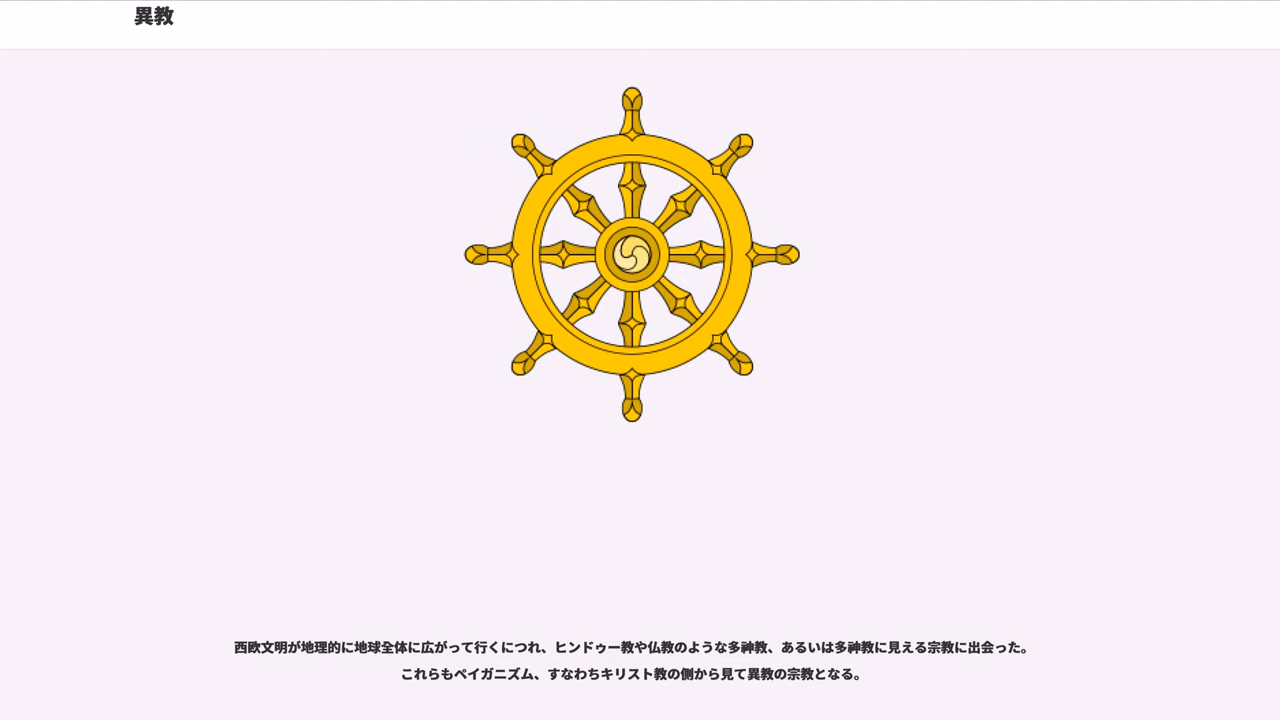 異教
西欧文明が地理的に地球全体に広がって行くにつれ、ヒンドゥー教や仏教のような多神教、あるいは多神教に見える宗教に出会った。
これらもペイガニズム、すなわちキリスト教の側から見て異教の宗教となる。